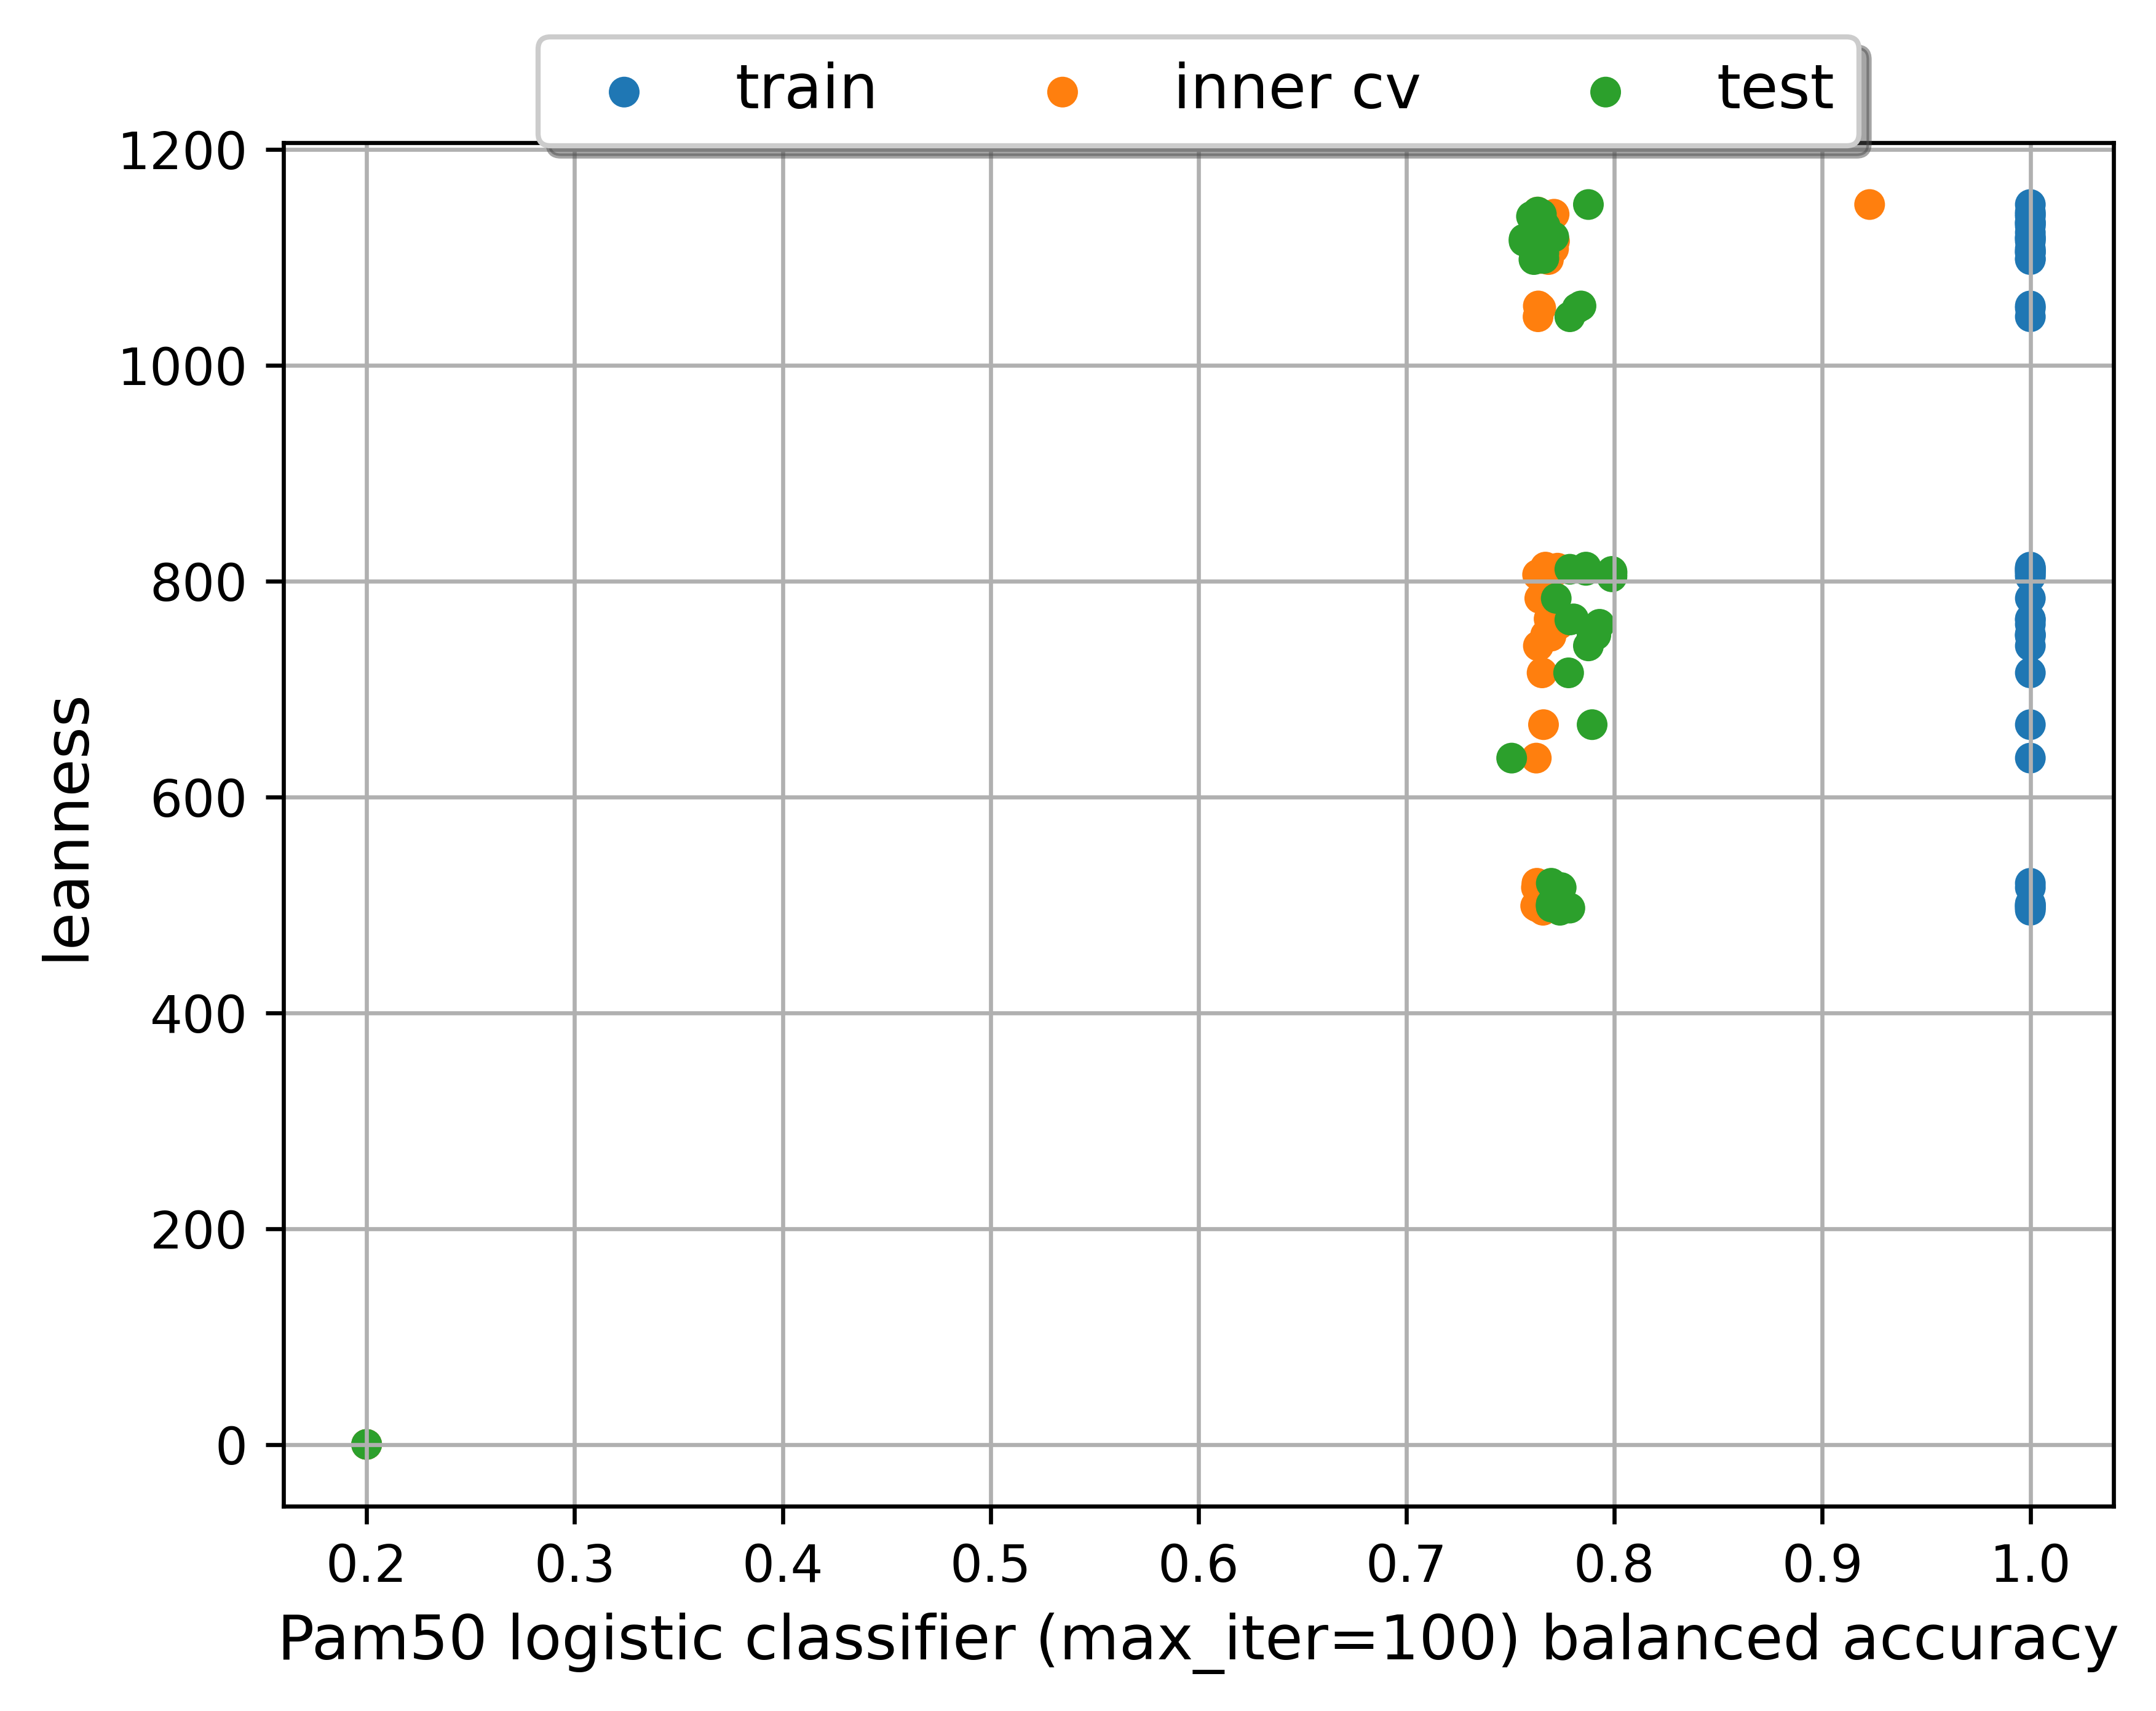 train inner cv test
1200
1000
800
600
400
200
0
leanness
0.2 0.3 0.4 0.5 0.6 0.7 0.8 0.9 1.0
Pam50 logistic classifier (max_iter=100) balanced accuracy